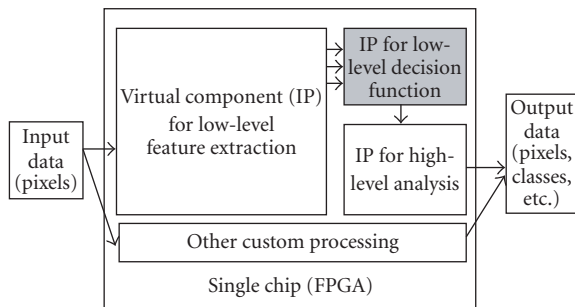 Input
data
(pixels)
Virtual component (IP)
for low-level
feature extraction
IP for low-
level decision
function
IP for high-
level analysis
Other custom processing
Single chip (FPGA)
Output
data
(pixels,
classes,
etc.)